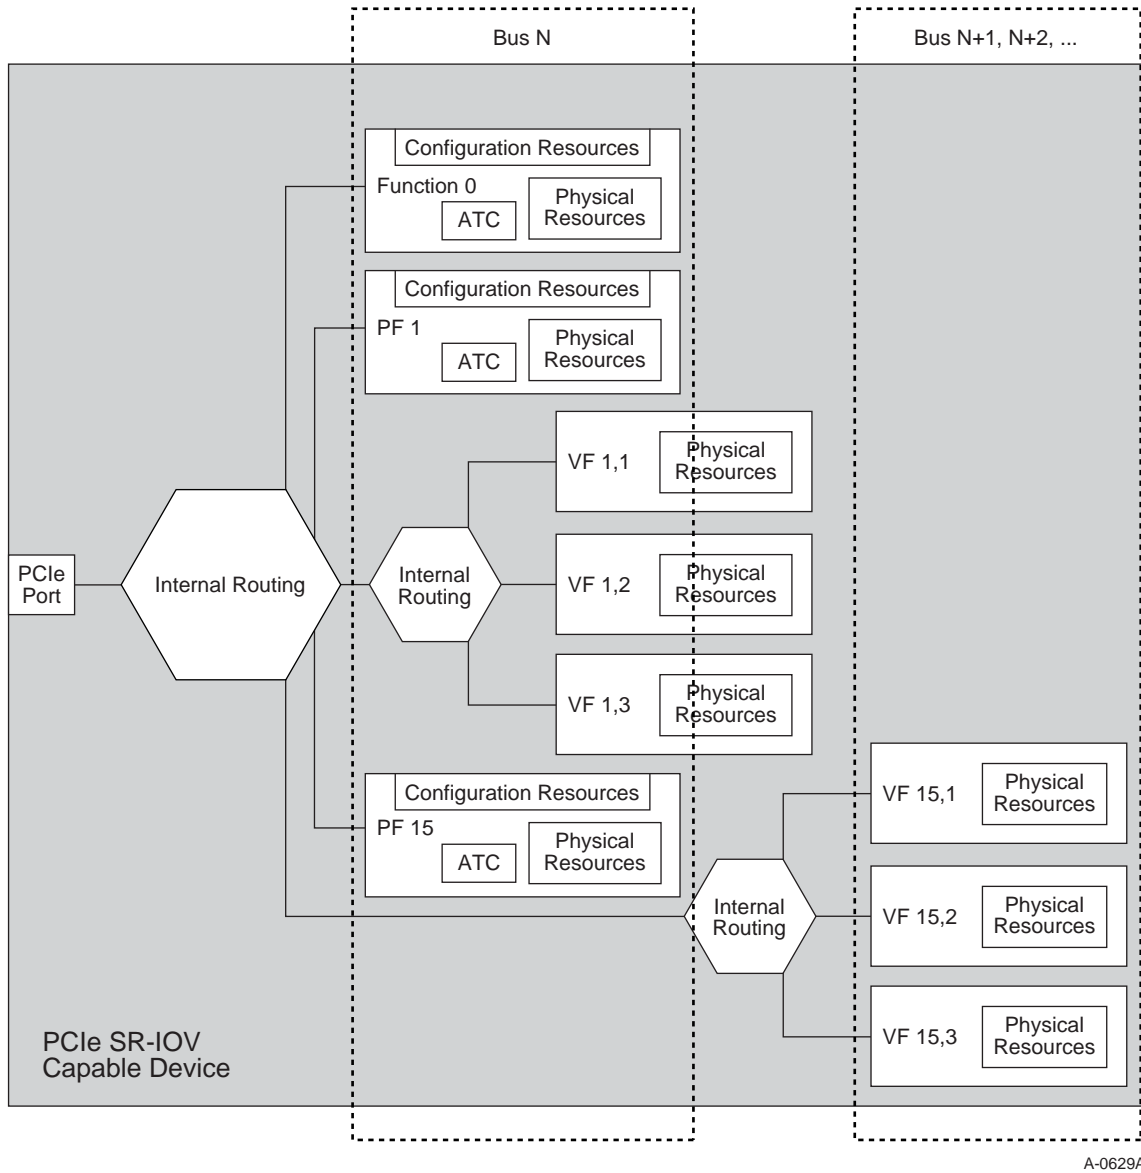 Bus N
Bus N+1, N+2, ...
Configuration Resources
Function 0
ATC
Physical
Resources
Configuration Resources
PF 1
ATC
Physical
Resources
VF 1,1
Physical
Resources
PCIe
Port
Internal Routing
Internal
Routing
VF 1,2
Physical
Resources
VF 1,3
Physical
Resources
Configuration Resources
PF 15
ATC
Physical
Resources
VF 15,1
Physical
Resources
Internal
Routing
VF 15,2
Physical
Resources
VF 15,3
Physical
Resources
PCIe SR-IOV
Capable Device
A-0629A